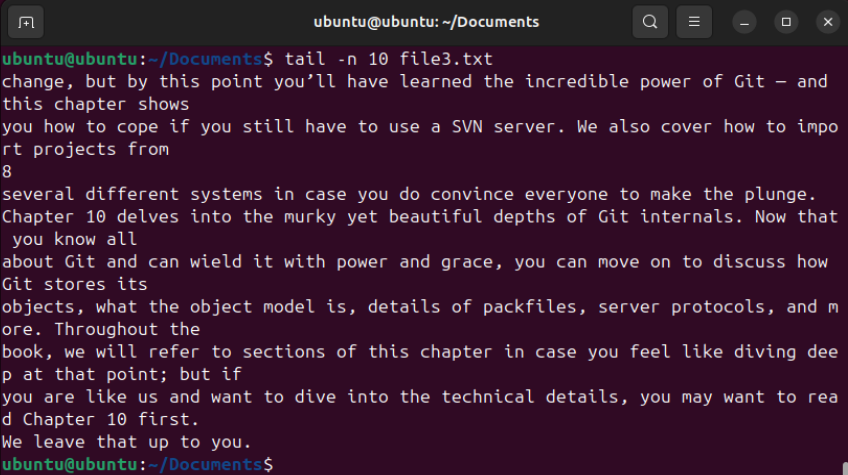 ubuntu@ubuntu: ~/Documents
ubuntu@ubuntu:~/Documents$ tail -n 10 file3.txt
change, but by this point you’ll have learned the incredible power of Git — and
this chapter shows
you how to cope if you still have to use a SVN server. We also cover how to impo
rt projects from
8
several different systems in case you do convince everyone to make the plunge.
Chapter 10 delves into the murky yet beautiful depths of Git internals. Now that
 you know all
about Git and can wield it with power and grace, you can move on to discuss how
Git stores its
objects, what the object model is, details of packfiles, server protocols, and m
ore. Throughout the
book, we will refer to sections of this chapter in case you feel like diving dee
p at that point; but if
you are like us and want to dive into the technical details, you may want to rea
d Chapter 10 first.
We leave that up to you.
ubuntu@ubuntu:~/Documents$